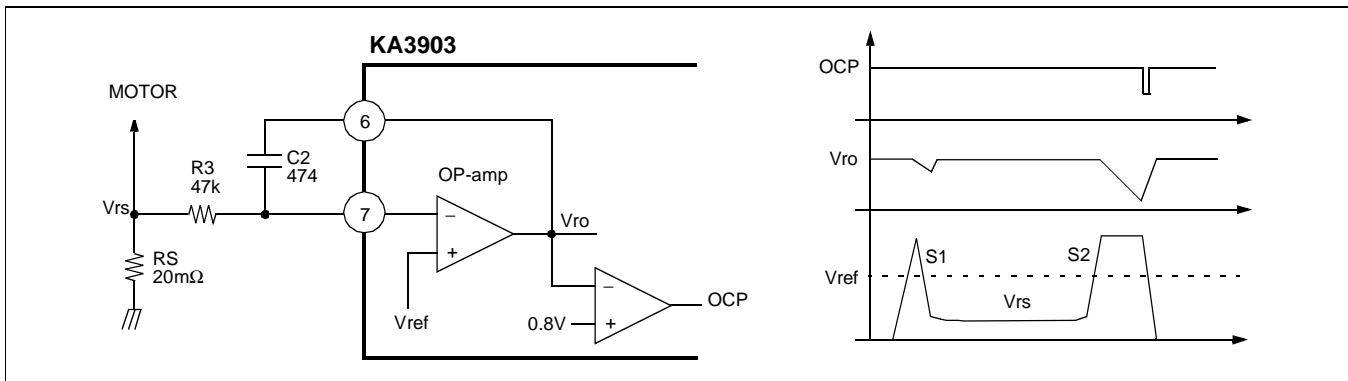 KA3903
MOTOR
6
C2
474
R3
47k
OP-amp
Vrs
7
−
+
Vro
RS
20mΩ
Vref
−
0.8V
+
OCP
OCP
Vro
S1
S2
Vref
Vrs